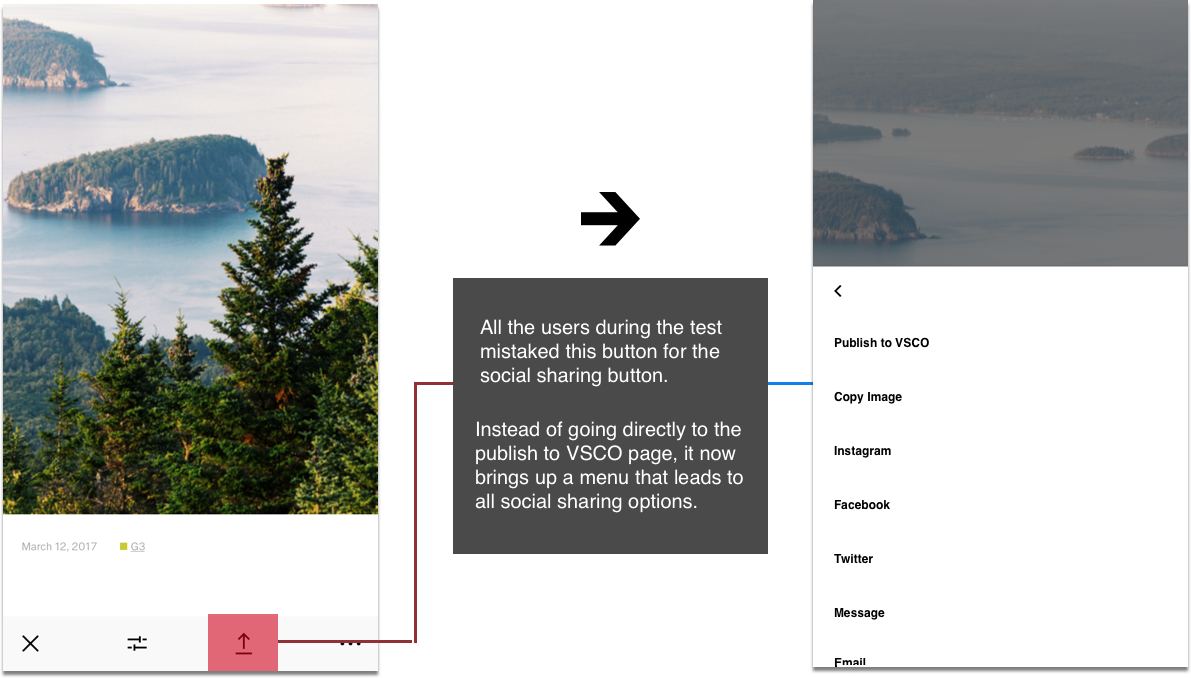 March 12, 2017 G3
All the users during the test
mistaked this button for the
social sharing button.
Instead of going directly to the
publish to VSCO page, it now
brings up a menu that leads to
all social sharing options.
Publish to VSCO
Copy Image
Instagram
Facebook
Twitter
Message
Email